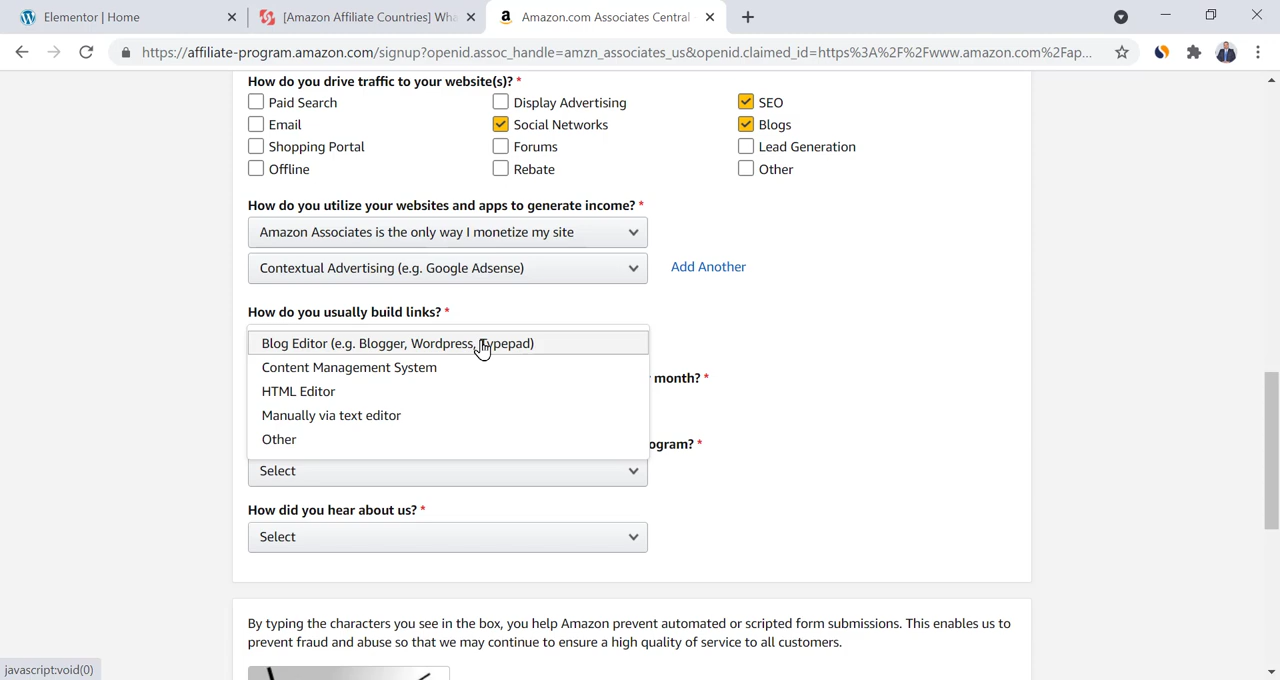 Elementor | Home
[Amazon Affiliate Countries] Wha
Amazon.com Associates Central
https://affiliate-program.amazon.com/signup?openid.assoc_handle=amzn_associates_us&openid.claimed_id=https%3A%2F%2Fwww.amazon.com%2Fap...
How do you drive traffic to your website(s)? *
Paid Search
Display Advertising
SEO
Email
Social Networks
Blogs
Shopping Portal
Forums
Lead Generation
Offline
Rebate
Other
How do you utilize your websites and apps to generate income? *
Amazon Associates is the only way I monetize my site
Contextual Advertising (e.g. Google Adsense)
Add Another
How do you usually build links? *
Blog Editor (e.g. Blogger, Wordpress, Typepad)
Content Management System
month? *
HTML Editor
Manually via text editor
Other
ogram? *
Select
How did you hear about us? *
Select
By typing the characters you see in the box, you help Amazon prevent automated or scripted form submissions. This enables us to
prevent fraud and abuse so that we may continue to ensure a high quality of service to all customers.
javascript:void(0)